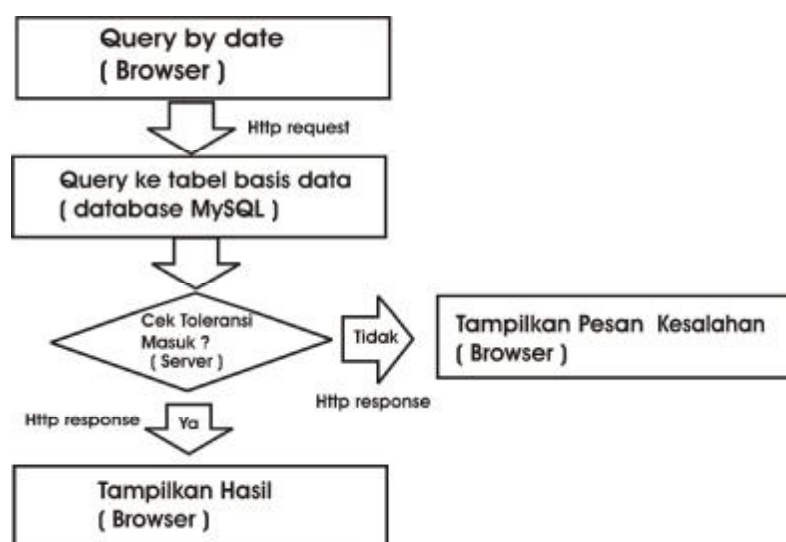 Query by date
( Browser )
Http request
Query ke tabel basis data
( database MySQL )
Cek Toleransi
Masuk ?
( Server )
Tidak
Tampilkan Pesan Kesalahan
( Browser )
Http response
Http response
Ya
Tampilkan Hasil
( Browser )